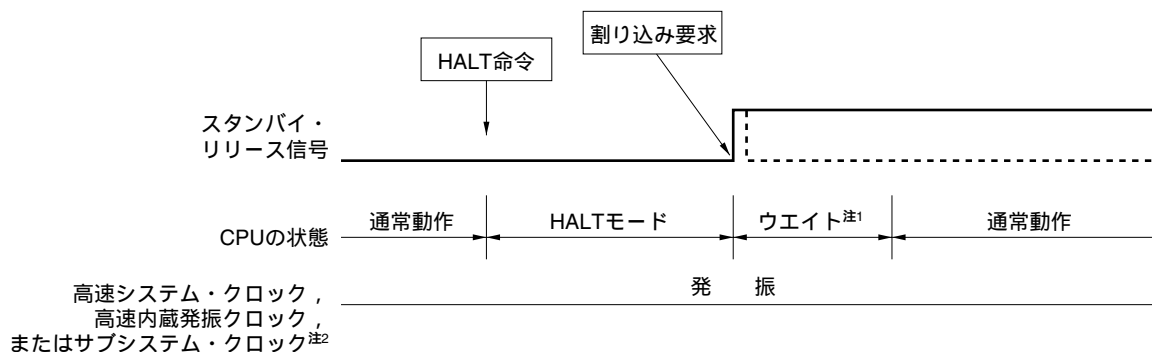 割り込み要求
HALT命令
スタンバイ・
リリース信号
CPUの状態
通常動作
HALTモード
ウエイト注1
通常動作
発 振
高速システム・クロック，
高速内蔵発振クロック，
またはサブシステム・クロック注2